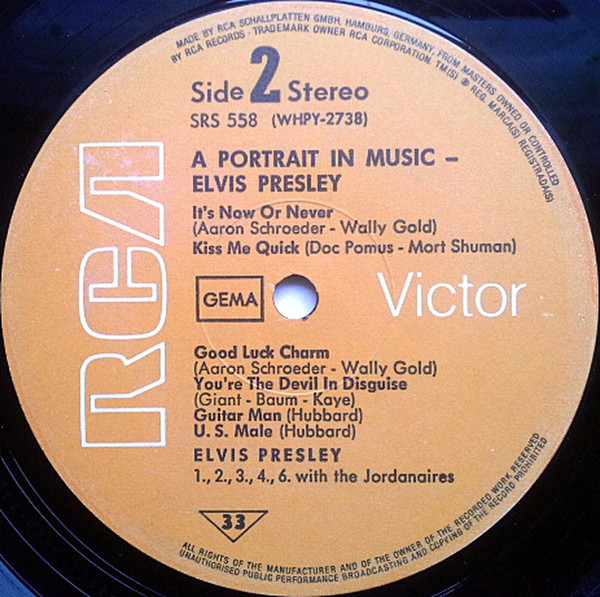 MADE BY RCA SCHALLPLATTEN GMBH, HAMBURG, GERMANY, FROM MASTERS OWNED OR CONTROLLED
BY RCA RECORDS · TRADEMARK OWNER RCA CORPORATION. TM(S) ® REG. MARCA(S) REGISTRADA(S)
Side 2 Stereo
SRS 558 (WHPY-2738)
A PORTRAIT IN MUSIC –
ELVIS PRESLEY
It's Now Or Never
(Aaron Schroeder - Wally Gold)
Kiss Me Quick (Doc Pomus - Mort Shuman)
RCA
GEMA
Victor
Good Luck Charm
(Aaron Schroeder - Wally Gold)
You're The Devil In Disguise
(Giant - Baum - Kaye)
Guitar Man (Hubbard)
U. S. Male (Hubbard)
ELVIS PRESLEY
1., 2., 3., 4., 6. with the Jordanaires
33
ALL RIGHTS OF THE MANUFACTURER AND OF THE OWNER OF THE RECORDED WORK RESERVED
UNAUTHORISED PUBLIC PERFORMANCE BROADCASTING AND COPYING OF THE RECORD PROHIBITED